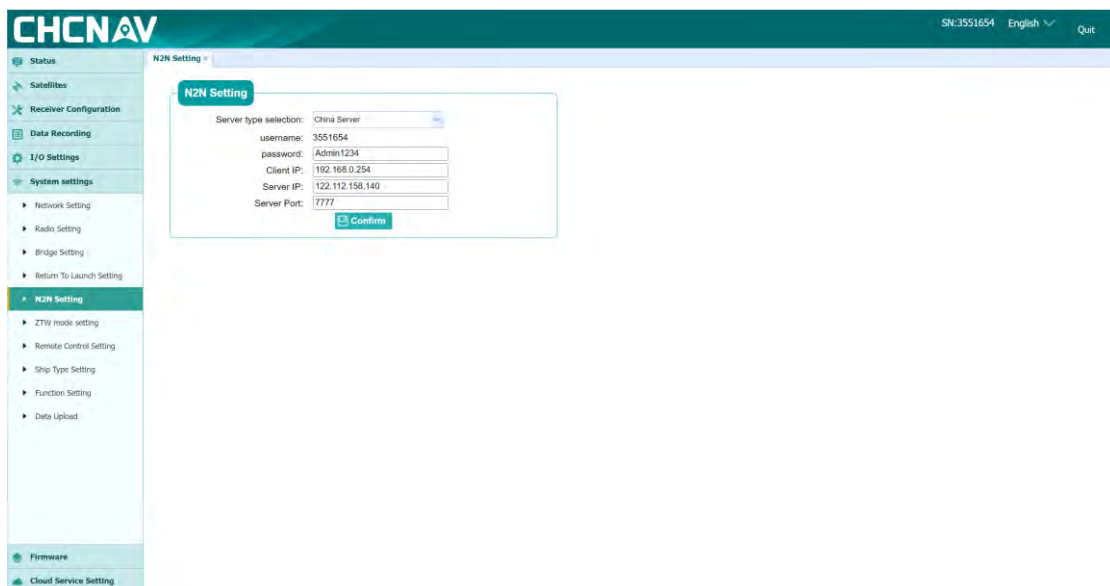 CHCNAV
SN:3551654 English Quit
Status
Satellites
Receiver Configuration
Data Recording
I/O Settings
System settings
Network Setting
Radio Setting
Bridge Setting
Return To Launch Setting
N2N Setting
ZTW mode setting
Remote Control Setting
Ship Type Setting
Function Setting
Data Upload
Firmware
Cloud Service Setting
N2N Setting ×
N2N Setting
Server type selection: China Server
username: 3551654
password: Admin1234
Client IP: 192.168.0.254
Server IP: 122.112.158.140
Server Port: 7777
Confirm